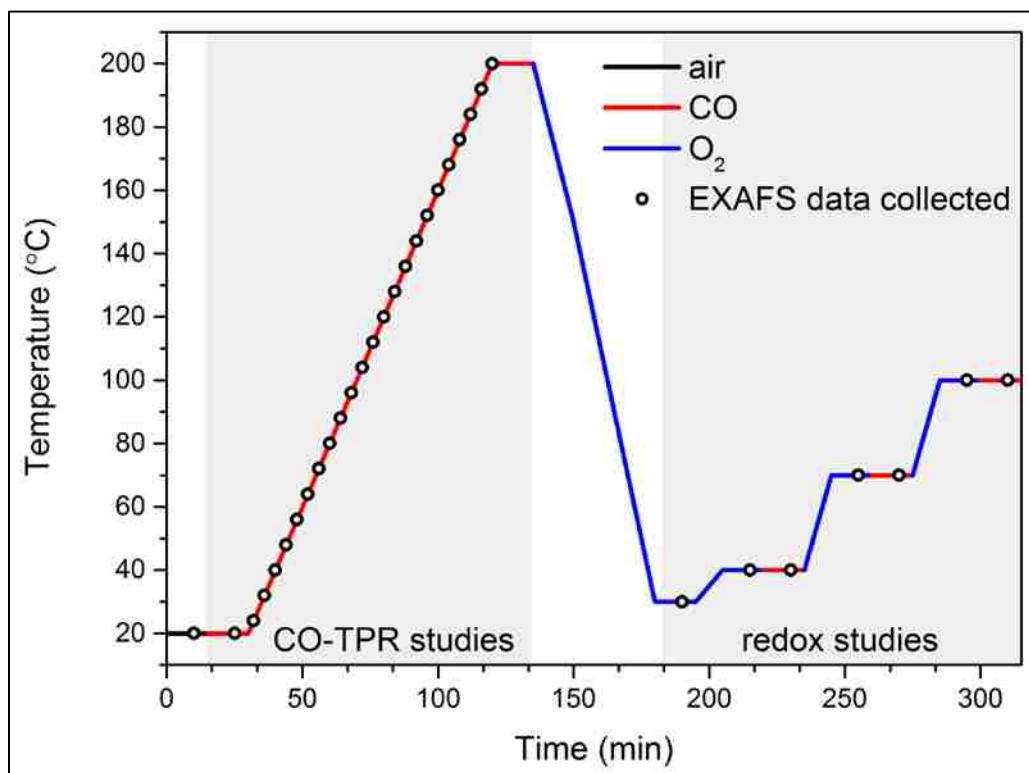 200
180
160
140
120
100
80
60
40
20
Temperature (°C)
air
CO
O₂
EXAFS data collected
CO-TPR studies
redox studies
0
50
100
150
200
250
300
Time (min)